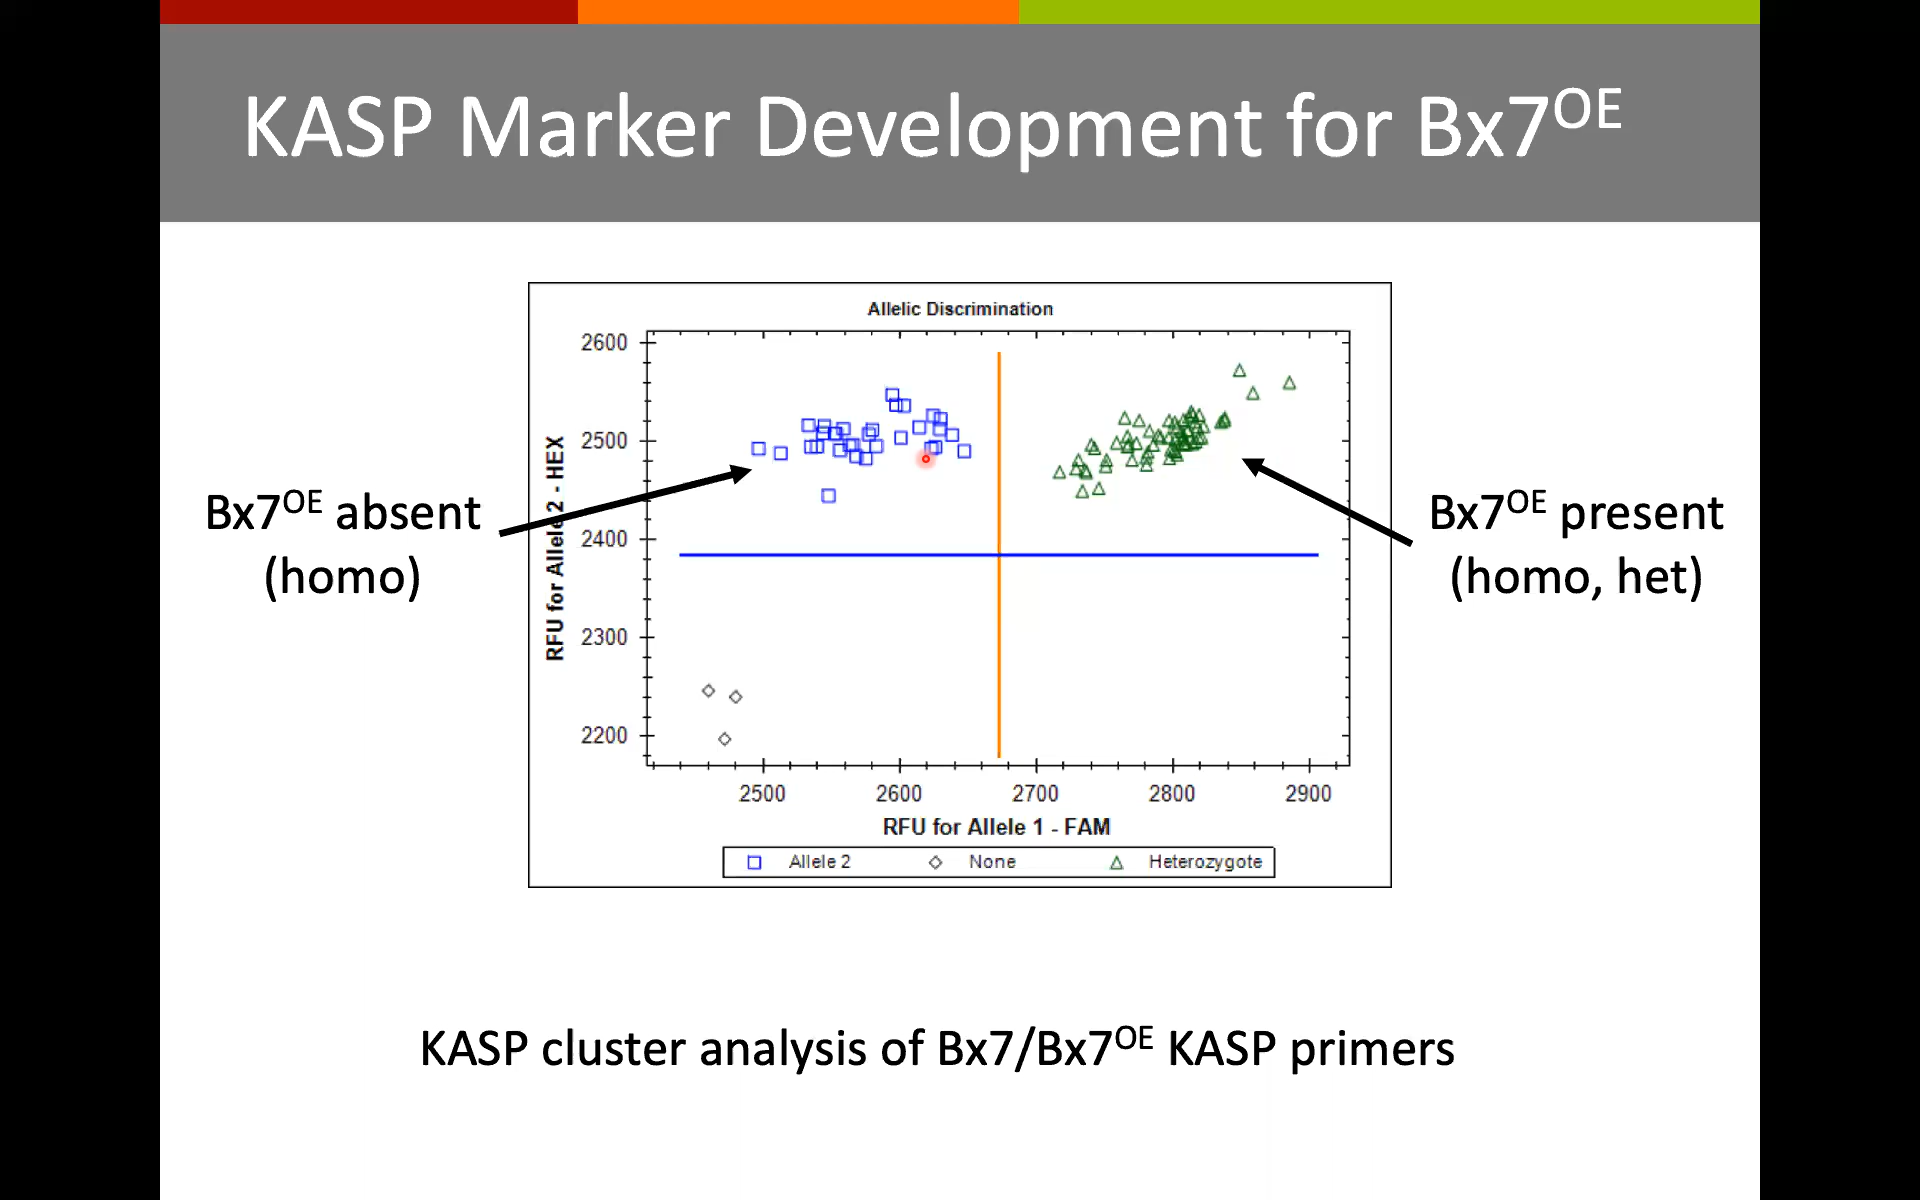 KASP Marker Development for Bx7OE
Allelic Discrimination
2600
2500
2400
2300
2200
RFU for Allele 2 - HEX
2500 2600 2700 2800 2900
RFU for Allele 1 - FAM
Allele 2 None Heterozygote
Bx7OE absent
(homo)
Bx7OE present
(homo, het)
KASP cluster analysis of Bx7/Bx7OE KASP primers